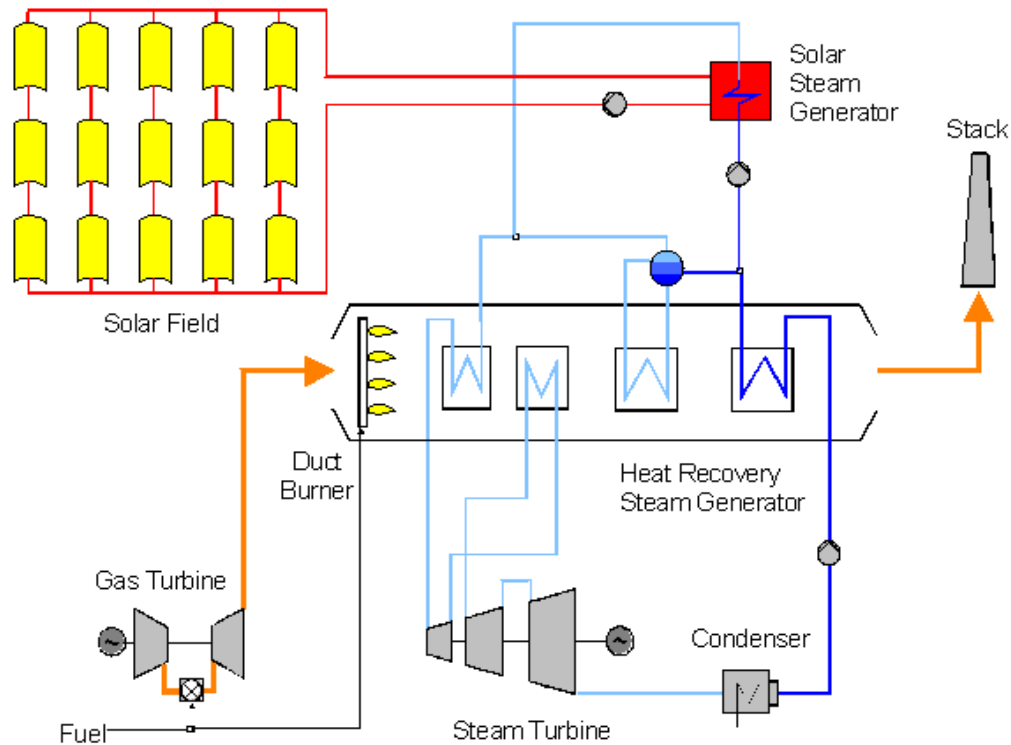 Solar
Steam
Generator
Stack
Solar Field
Duct
Burner
Heat Recovery
Steam Generator
Gas Turbine
Condenser
Fuel
Steam Turbine